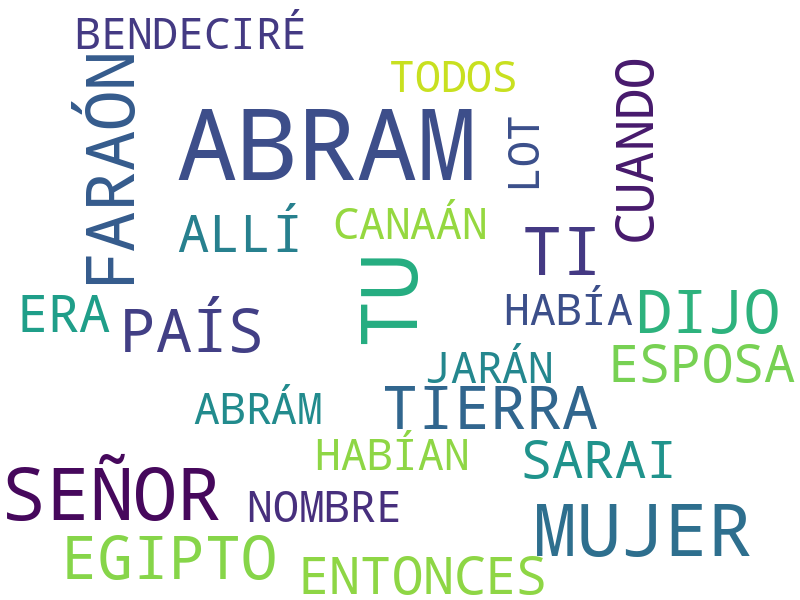 BENDECIRÉ
TODOS
FARAÓN
ABRAM
LOT
CUANDO
ALLÍ
CANAÁN
TI
TU
ERA
PAÍS
HABÍA
DIJO
JARÁN
ESPOSA
ABRÁM
TIERRA
HABÍAN
SARAI
SEÑOR
NOMBRE
MUJER
EGIPTO
ENTONCES